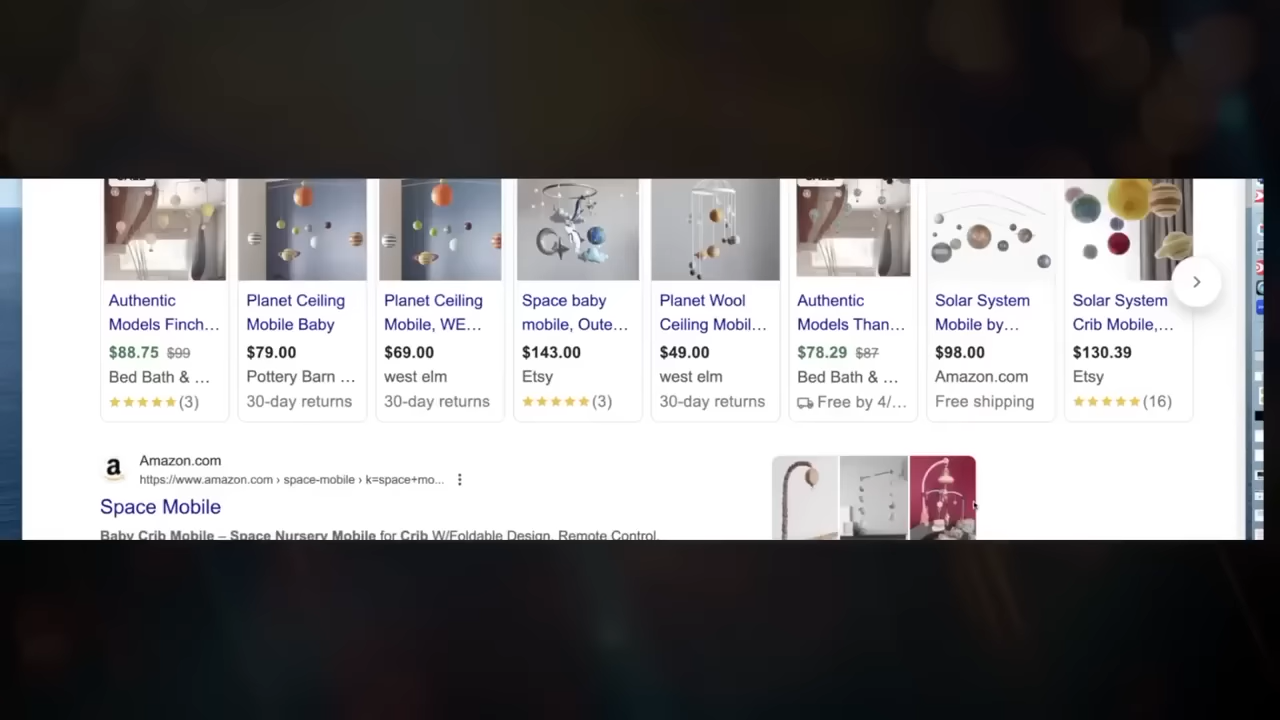 Authentic
Models Finch...
$88.75 $99
Bed Bath & ...
(3)
Planet Ceiling
Mobile Baby
$79.00
Pottery Barn ...
30-day returns
Planet Ceiling
Mobile, WE...
$69.00
west elm
30-day returns
Space baby
mobile, Oute...
$143.00
Etsy
(3)
Planet Wool
Ceiling Mobil...
$49.00
west elm
30-day returns
Authentic
Models Than...
$78.29 $87
Bed Bath & ...
Free by 4/...
Solar System
Mobile by...
$98.00
Amazon.com
Free shipping
Solar System
Crib Mobile,...
$130.39
Etsy
(16)
a
Amazon.com
https://www.amazon.com › space-mobile › k=space+mo...
Space Mobile
Baby Crib Mobile – Space Nursery Mobile for Crib W/Foldable Design, Remote Control,